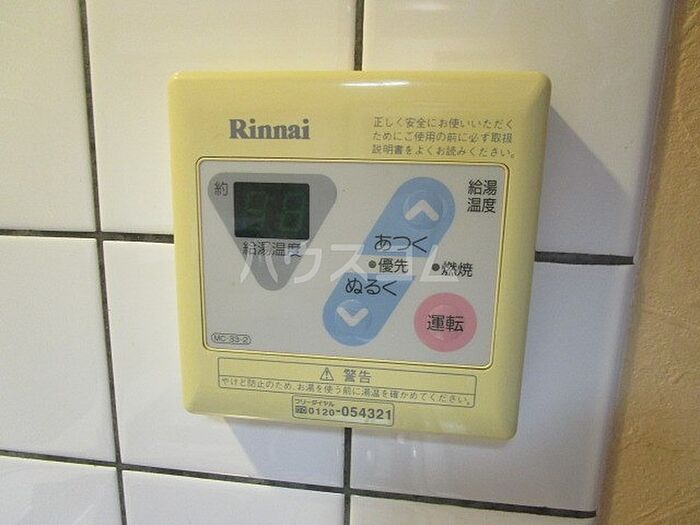 Rinnai
正しく安全にお使いいただく
ためにご使用の前に必ず取扱
説明書をよくお読みください。
約
給湯温度
給湯
温度
あつく
優先
燃焼
ぬるく
運転
MC-33-2
ハウスコム
警告
やけど防止のため、お湯を使う前に湯温を確かめてください。
フリーダイヤル
0120-054321